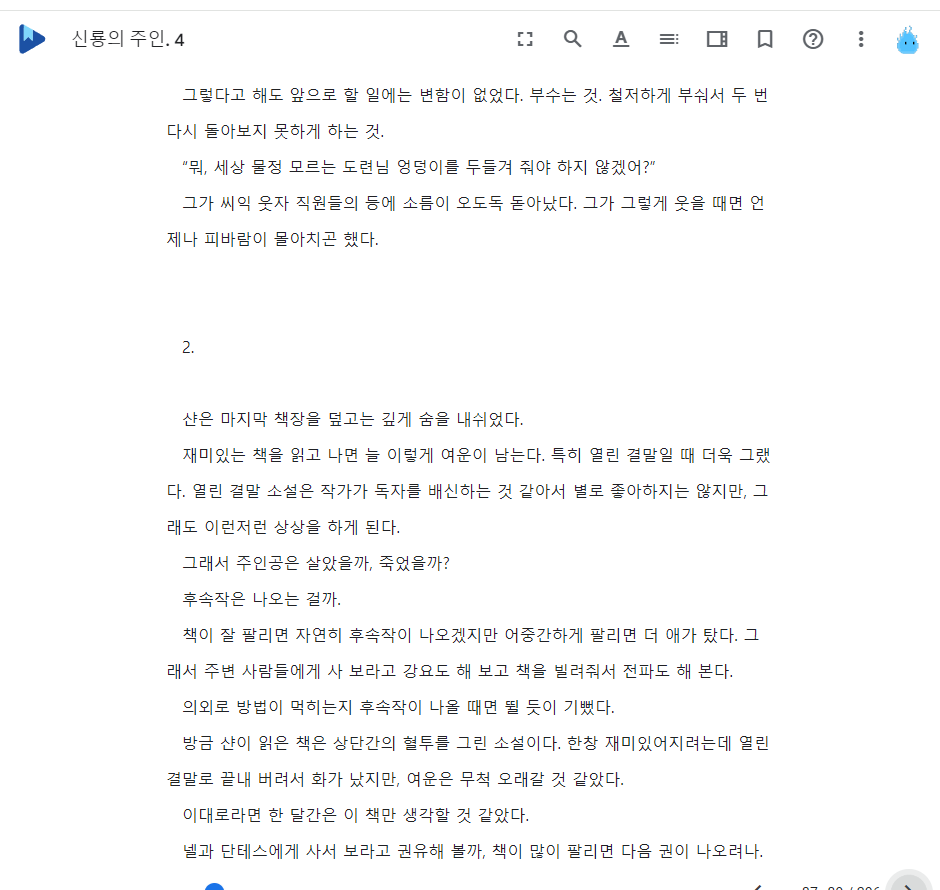 신룡의 주인. 4
그렇다고 해도 앞으로 할 일에는 변함이 없었다. 부수는 것. 철저하게 부숴서 두 번
다시 돌아보지 못하게 하는 것.
“뭐, 세상 물정 모르는 도련님 엉덩이를 두들겨 줘야 하지 않겠어?”
그가 씨익 웃자 직원들의 등에 소름이 오도독 돋아났다. 그가 그렇게 웃을 때면 언
제나 피바람이 몰아치곤 했다.
2.
샨은 마지막 책장을 덮고는 깊게 숨을 내쉬었다.
재미있는 책을 읽고 나면 늘 이렇게 여운이 남는다. 특히 열린 결말일 때 더욱 그랬
다. 열린 결말 소설은 작가가 독자를 배신하는 것 같아서 별로 좋아하지는 않지만, 그
래도 이런저런 상상을 하게 된다.
그래서 주인공은 살았을까, 죽었을까?
후속작은 나오는 걸까.
책이 잘 팔리면 자연히 후속작이 나오겠지만 어중간하게 팔리면 더 애가 탔다. 그
래서 주변 사람들에게 사 보라고 강요도 해 보고 책을 빌려줘서 전파도 해 본다.
의외로 방법이 먹히는지 후속작이 나올 때면 뛸 듯이 기뻤다.
방금 샨이 읽은 책은 상단간의 혈투를 그린 소설이다. 한창 재미있어지려는데 열린
결말로 끝내 버려서 화가 났지만, 여운은 무척 오래갈 것 같았다.
이대로라면 한 달간은 이 책만 생각할 것 같았다.
넬과 단테스에게 사서 보라고 권유해 볼까, 책이 많이 팔리면 다음 권이 나오려나.